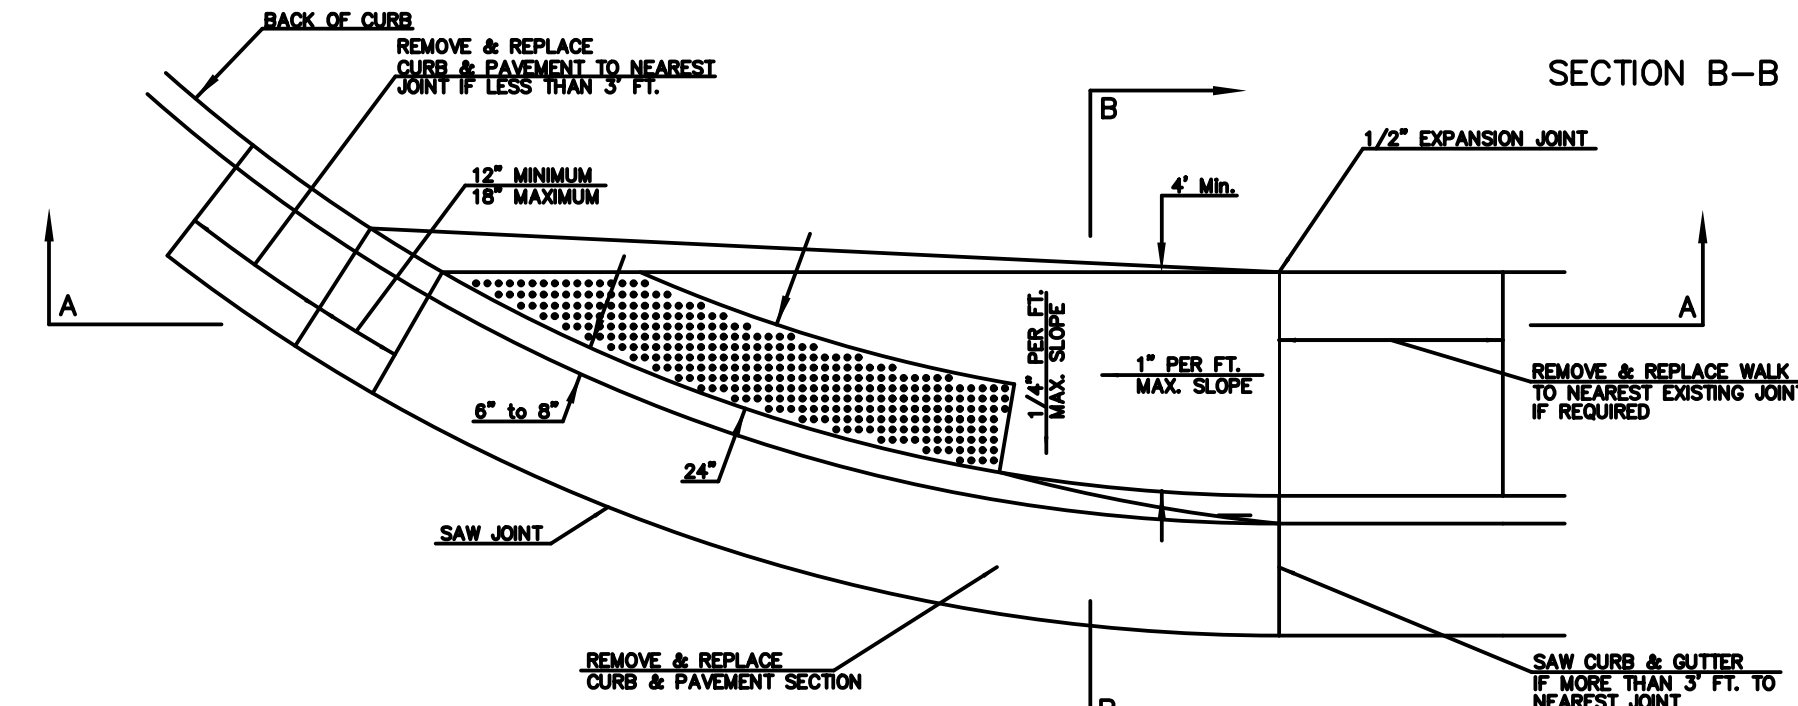 BACK OF CURB
REMOVE & REPLACE
CURB & PAVEMENT TO NEAREST
JOINT IF LESS THAN 3' FT.
SECTION B-B
B
1/2" EXPANSION JOINT
12" MINIMUM
18" MAXIMUM
4' Min.
A
A
1/4" PER FT.
MAX. SLOPE
1" PER FT.
MAX. SLOPE
REMOVE & REPLACE WALK
TO NEAREST EXISTING JOINT
IF REQUIRED
6" to 8"
24"
SAW JOINT
REMOVE & REPLACE
CURB & PAVEMENT SECTION
SAW CURB & GUTTER
IF MORE THAN 3' FT. TO
NEAREST JOINT